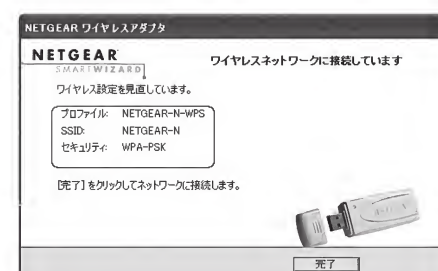 NETGEAR ワイヤレスアダプタ
NETGEAR
SMARTWIZARD
ワイヤレスネットワークに接続しています
ワイヤレス設定を見直しています。
プロファイル: NETGEAR-N-WPS
SSID: NETGEAR-N
セキュリティ: WPA-PSK
[完了] をクリックしてネットワークに接続します。
完了